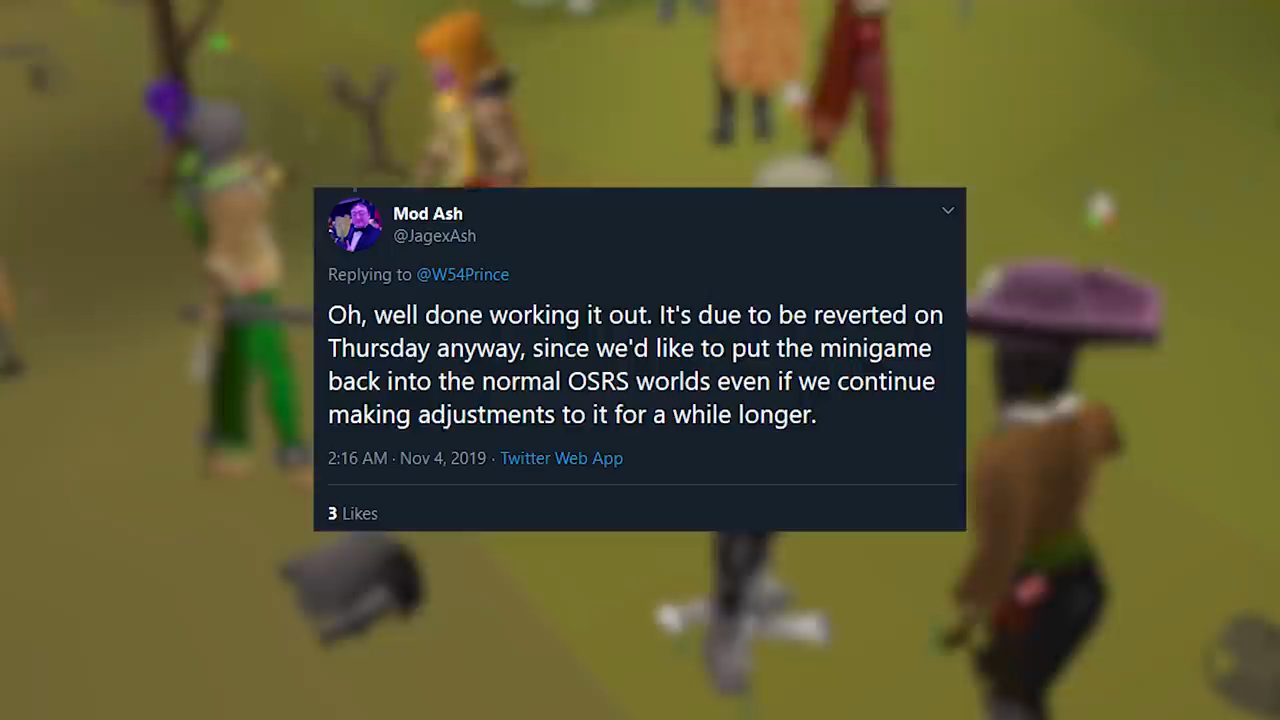 Mod Ash
@JagexAsh
Replying to @W54Prince
Oh, well done working it out. It's due to be reverted on
Thursday anyway, since we'd like to put the minigame
back into the normal OSRS worlds even if we continue
making adjustments to it for a while longer.
2:16 AM · Nov 4, 2019 · Twitter Web App
3 Likes